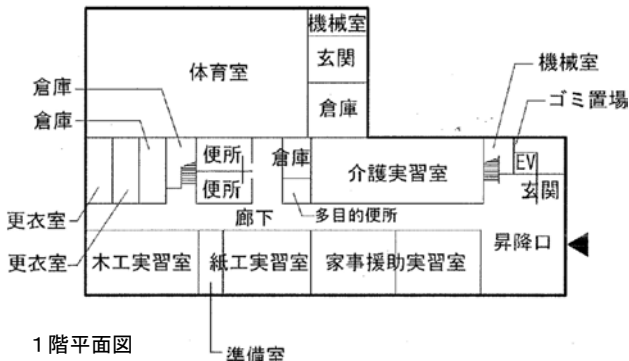 機械室
玄関
倉庫
体育室
機械室
ゴミ置場
倉庫
倉庫
便所
便所
倉庫
介護実習室
EV
玄関
更衣室
更衣室
廊下
多目的便所
昇降口
木工実習室
紙工実習室
家事援助実習室
準備室
1階平面図